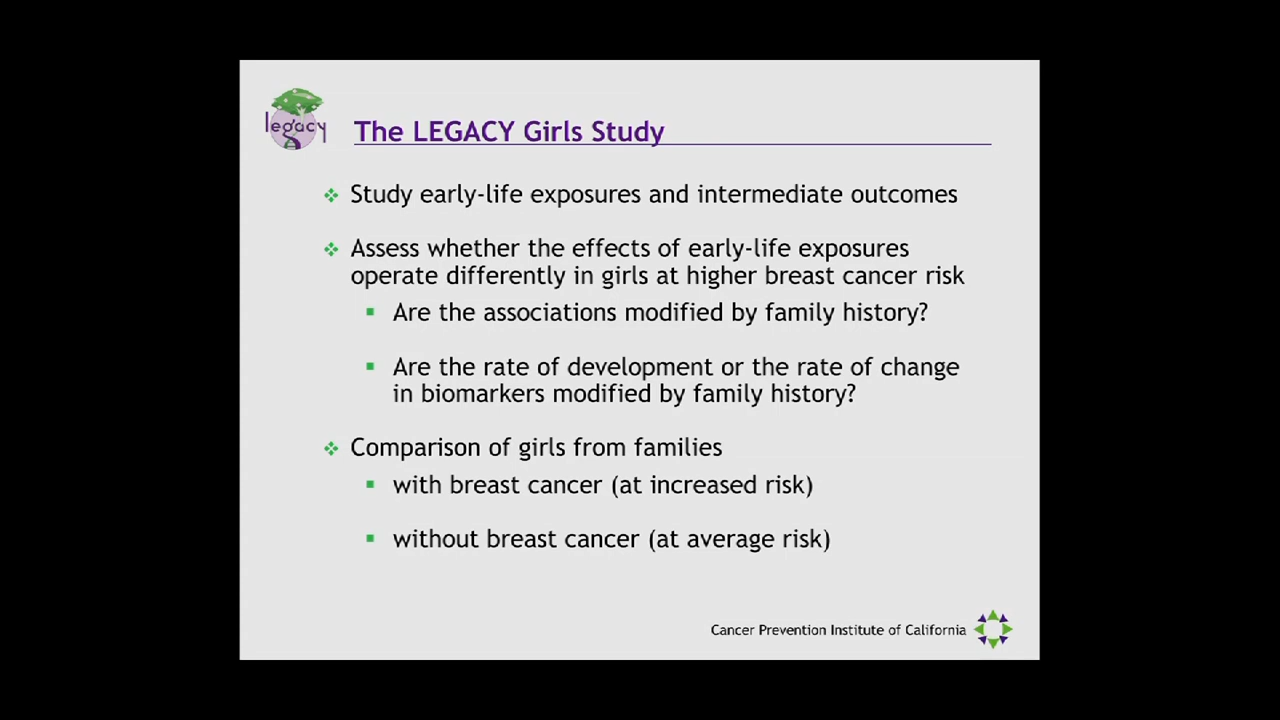 legacy
The LEGACY Girls Study
Study early-life exposures and intermediate outcomes
Assess whether the effects of early-life exposures
operate differently in girls at higher breast cancer risk
Are the associations modified by family history?
Are the rate of development or the rate of change
in biomarkers modified by family history?
Comparison of girls from families
with breast cancer (at increased risk)
without breast cancer (at average risk)
Cancer Prevention Institute of California